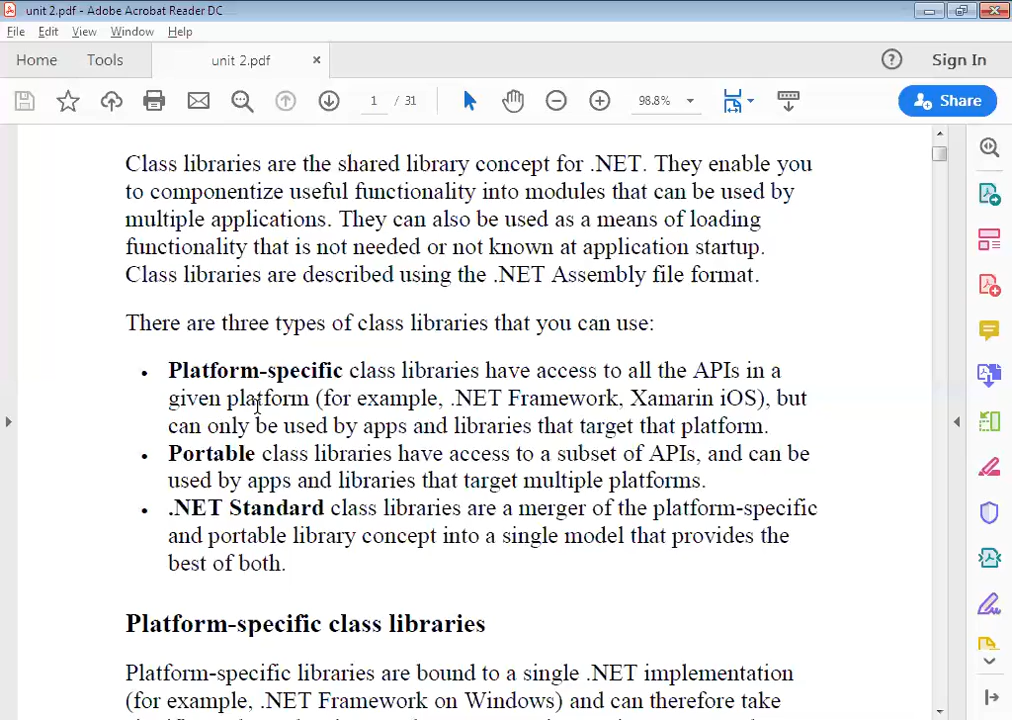 unit 2.pdf - Adobe Acrobat Reader DC
File Edit View Window Help
Home Tools unit 2.pdf × ? Sign In
1 / 31 98.8% Share
Class libraries are the shared library concept for .NET. They enable you
to componentize useful functionality into modules that can be used by
multiple applications. They can also be used as a means of loading
functionality that is not needed or not known at application startup.
Class libraries are described using the .NET Assembly file format.
There are three types of class libraries that you can use:
• Platform-specific class libraries have access to all the APIs in a
given platform (for example, .NET Framework, Xamarin iOS), but
can only be used by apps and libraries that target that platform.
• Portable class libraries have access to a subset of APIs, and can be
used by apps and libraries that target multiple platforms.
• .NET Standard class libraries are a merger of the platform-specific
and portable library concept into a single model that provides the
best of both.
Platform-specific class libraries
Platform-specific libraries are bound to a single .NET implementation
(for example, .NET Framework on Windows) and can therefore take